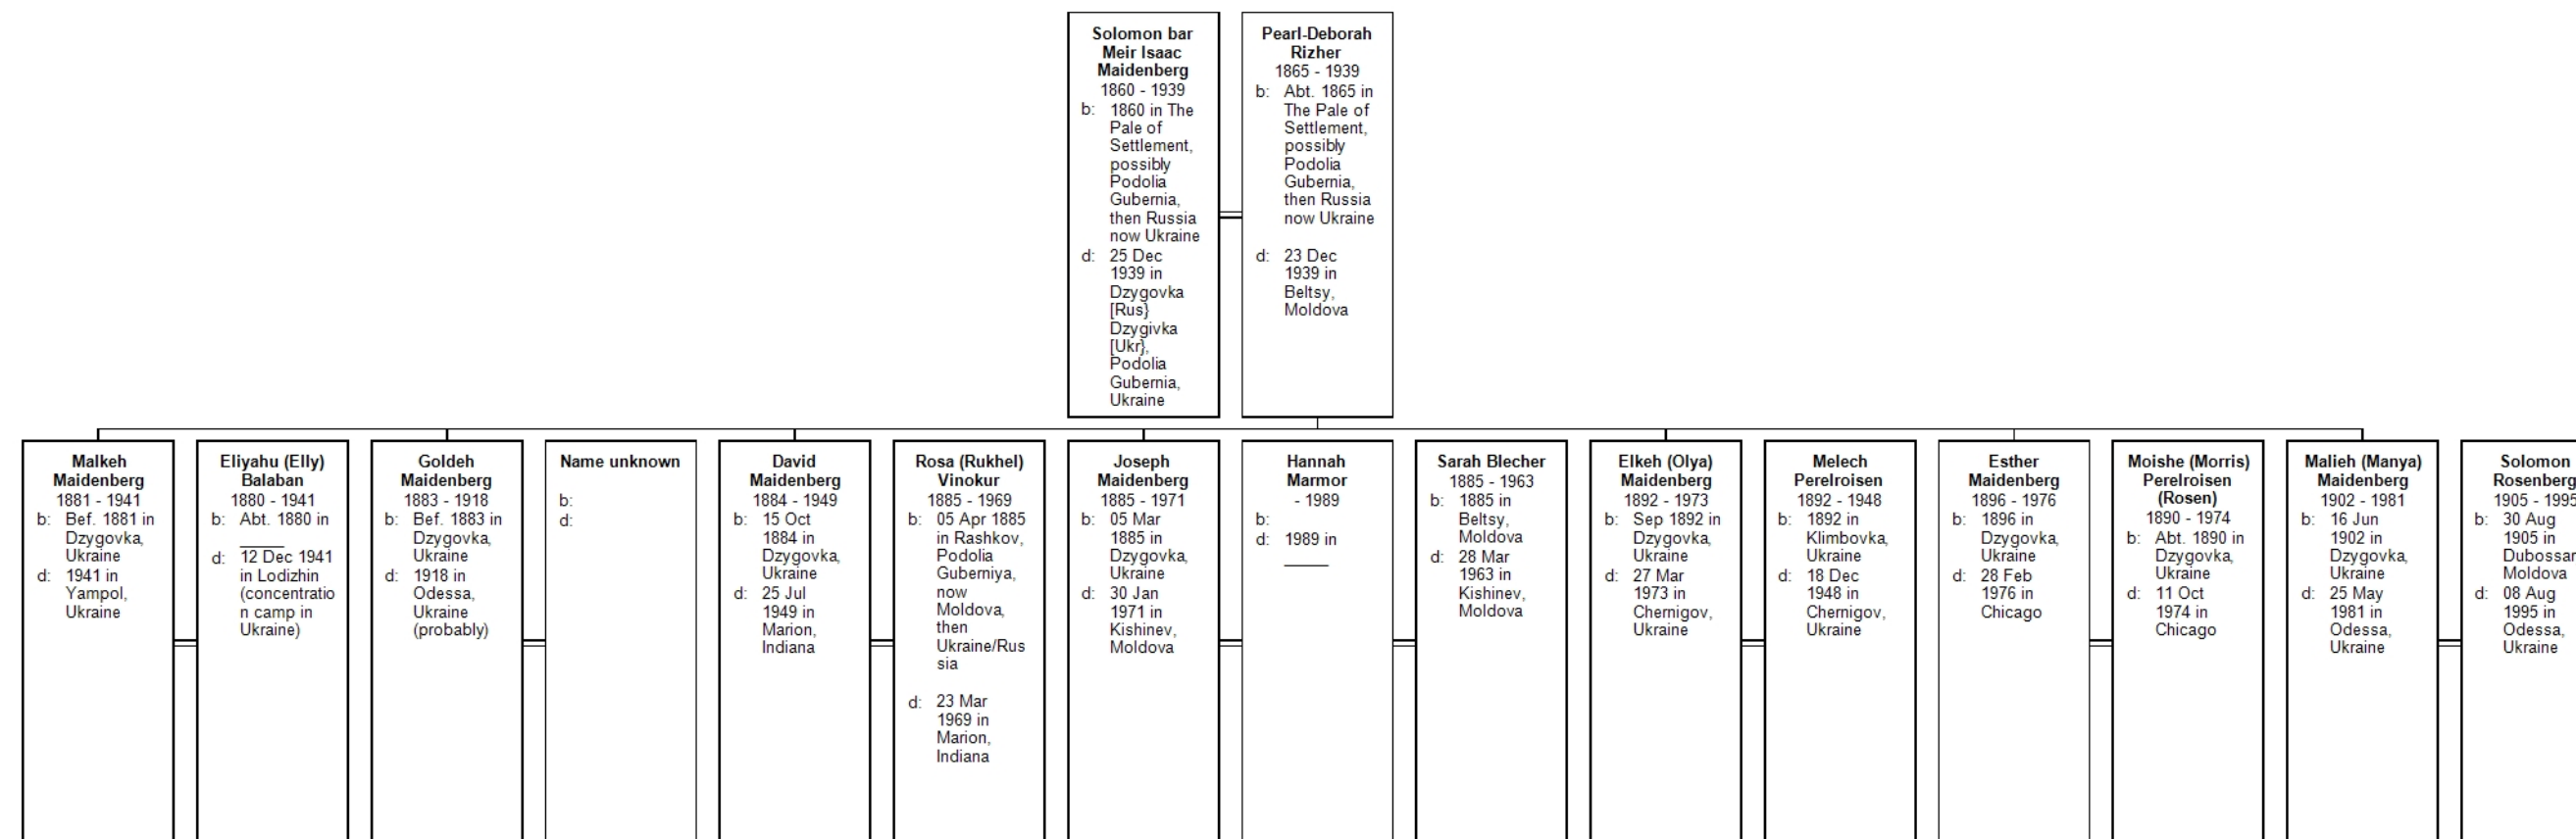 Solomon bar
Meir Isaac
Maidenberg
1860 - 1939
b: 1860 in The
Pale of
Settlement,
possibly
Podolia
Gubernia,
then Russia
now Ukraine
d: 25 Dec
1939 in
Dzygovka
[Rus}
Dzygivka
[Ukr},
Podolia
Gubernia,
Ukraine
Pearl-Deborah
Rizher
1865 - 1939
b: Abt. 1865 in
The Pale of
Settlement,
possibly
Podolia
Gubernia,
then Russia
now Ukraine
d: 23 Dec
1939 in
Beltsy,
Moldova
Malkeh
Maidenberg
1881 - 1941
b: Bef. 1881 in
Dzygovka,
Ukraine
d: 1941 in
Yampol,
Ukraine
Eliyahu (Elly)
Balaban
1880 - 1941
b: Abt. 1880 in
_____
d: 12 Dec 1941
in Lodizhin
(concentratio
n camp in
Ukraine)
Goldeh
Maidenberg
1883 - 1918
b: Bef. 1883 in
Dzygovka,
Ukraine
d: 1918 in
Odessa,
Ukraine
(probably)
Name unknown
b:
d:
David
Maidenberg
1884 - 1949
b: 15 Oct
1884 in
Dzygovka,
Ukraine
d: 25 Jul
1949 in
Marion,
Indiana
Rosa (Rukhel)
Vinokur
1885 - 1969
b: 05 Apr 1885
in Rashkov,
Podolia
Guberniya,
now
Moldova,
then
Ukraine/Rus
sia
d: 23 Mar
1969 in
Marion,
Indiana
Joseph
Maidenberg
1885 - 1971
b: 05 Mar
1885 in
Dzygovka,
Ukraine
d: 30 Jan
1971 in
Kishinev,
Moldova
Hannah
Marmor
- 1989
b:
d: 1989 in
_____
Sarah Blecher
1885 - 1963
b: 1885 in
Beltsy,
Moldova
d: 28 Mar
1963 in
Kishinev,
Moldova
Elkeh (Olya)
Maidenberg
1892 - 1973
b: Sep 1892 in
Dzygovka,
Ukraine
d: 27 Mar
1973 in
Chernigov,
Ukraine
Melech
Perelroisen
1892 - 1948
b: 1892 in
Klimbovka,
Ukraine
d: 18 Dec
1948 in
Chernigov,
Ukraine
Esther
Maidenberg
1896 - 1976
b: 1896 in
Dzygovka,
Ukraine
d: 28 Feb
1976 in
Chicago
Moishe (Morris)
Perelroisen
(Rosen)
1890 - 1974
b: Abt. 1890 in
Dzygovka,
Ukraine
d: 11 Oct
1974 in
Chicago
Malieh (Manya)
Maidenberg
1902 - 1981
b: 16 Jun
1902 in
Dzygovka,
Ukraine
d: 25 May
1981 in
Odessa,
Ukraine
Solomon
Rosenberg
1905 - 1995
b: 30 Aug
1905 in
Dubossar
Moldova
d: 08 Aug
1995 in
Odessa,
Ukraine